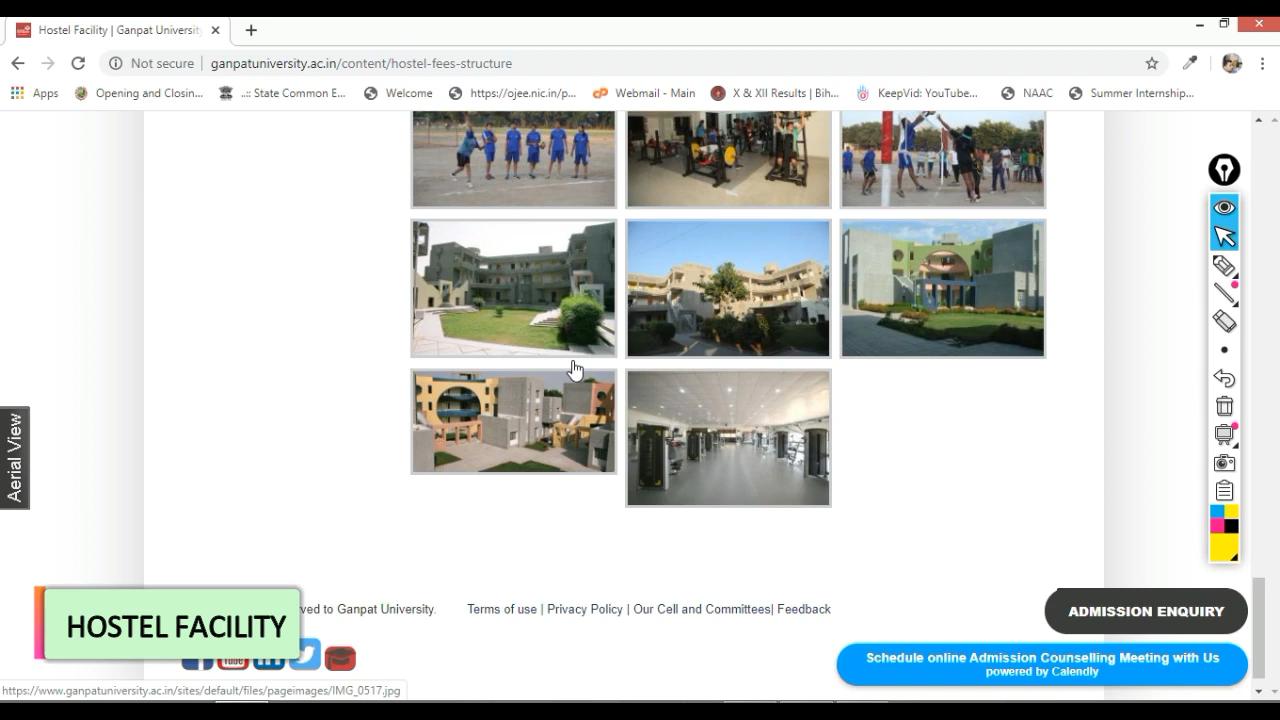 Hostel Facility | Ganpat University
Not secure | ganpatuniversity.ac.in/content/hostel-fees-structure
Apps Opening and Closin... ..:: State Common E... Welcome https://ojee.nic.in/p... Webmail - Main X & XII Results | Bih... KeepVid: YouTube... NAAC Summer Internship...
Aerial View
ved to Ganpat University. Terms of use | Privacy Policy | Our Cell and Committees| Feedback
ADMISSION ENQUIRY
HOSTEL FACILITY
Schedule online Admission Counselling Meeting with Us
powered by Calendly
https://www.ganpatuniversity.ac.in/sites/default/files/pageimages/IMG_0517.jpg